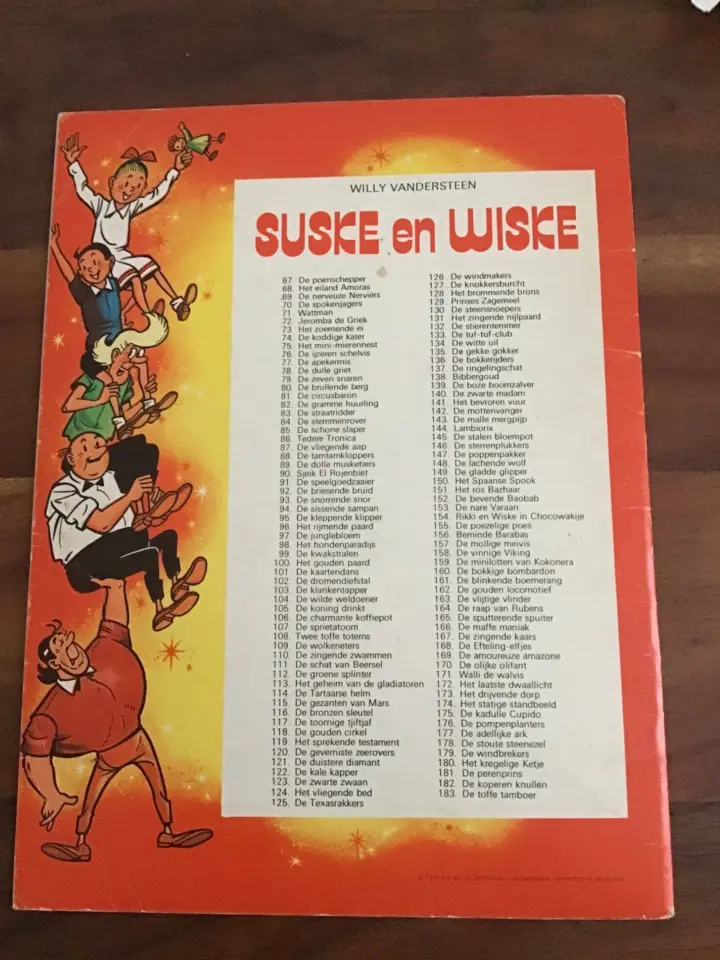 WILLY VANDERSTEEN
SUSKE en WISKE
67. De poenschepper
68. Het eiland Amoras
69. De nerveuze Nerviërs
70. De spokenjagers
71. Wattman
72. Jeromba de Griek
73. Het zoemende ei
74. De koddige kater
75. Het mini-mierennest
76. De ijzeren schelvis
77. De apekermis
78. De dulle griet
79. De zeven snaren
80. De brullende berg
81. De circusbaron
82. De gramme huurling
83. De straatridder
84. De stemmenrover
85. De schone slaper
86. Tedere Tronica
87. De vliegende aap
88. De tamtamkloppers
89. De dolle musketiers
90. Sjeik El Rojenbiet
91. De speelgoedzaaier
92. De briesende bruid
93. De snorrende snor
94. De sissende sampan
95. De kleppende klipper
96. Het rijmende paard
97. De junglebloem
98. Het hondenparadijs
99. De kwakstralen
100. Het gouden paard
101. De kaartendans
102. De dromendiefstal
103. De klankentapper
104. De wilde weldoener
105. De koning drinkt
106. De charmante koffiepot
107. De sprietatoom
108. Twee toffe totems
109. De wolkeneters
110. De zingende zwammen
111. De schat van Beersel
112. De groene splinter
113. Het geheim van de gladiatoren
114. De Tartaarse helm
115. De gezanten van Mars
116. De bronzen sleutel
117. De toornige tjiftjaf
118. De gouden cirkel
119. Het sprekende testament
120. De geverniste zeerovers
121. De duistere diamant
122. De kale kapper
123. De zwarte zwaan
124. Het vliegende bed
125. De Texasrakkers
126. De windmakers
127. De knokkersburcht
128. Het brommende brons
129. Prinses Zagemeel
130. De steensnoepers
131. Het zingende nijlpaard
132. De stierentemmer
133. De tuf-tuf-club
134. De witte uil
135. De gekke gokker
136. De bokkerijders
137. De ringelingschat
138. Bibbergoud
139. De boze boomzalver
140. De zwarte madam
141. Het bevroren vuur
142. De mottenvanger
143. De malle mergpijp
144. Lambiorix
145. De stalen bloempot
146. De sterrenplukkers
147. De poppenpakker
148. De lachende wolf
149. De gladde glipper
150. Het Spaanse Spook
151. Het ros Bazhaar
152. De bevende Baobab
153. De nare Varaan
154. Rikki en Wiske in Chocowakije
155. De poezelige poes
156. Beminde Barabas
157. De mollige meivis
158. De vinnige Viking
159. De minilotten van Kokonera
160. De bokkige bombardon
161. De blinkende boemerang
162. De gouden locomotief
163. De vlijtige vlinder
164. De raap van Rubens
165. De sputterende spuiter
166. De maffe maniak
167. De zingende kaars
168. De Efteling-elfjes
169. De amoureuze amazone
170. De olijke olifant
171. Walli de walvis
172. Het laatste dwaallicht
173. Het drijvende dorp
174. Het statige standbeeld
175. De kadulle Cupido
176. De pompenplanters
177. De adellijke ark
178. De stoute steenezel
179. De windbrekers
180. Het kregelige Ketje
181. De perenprins
182. De koperen knullen
183. De toffe tamboer